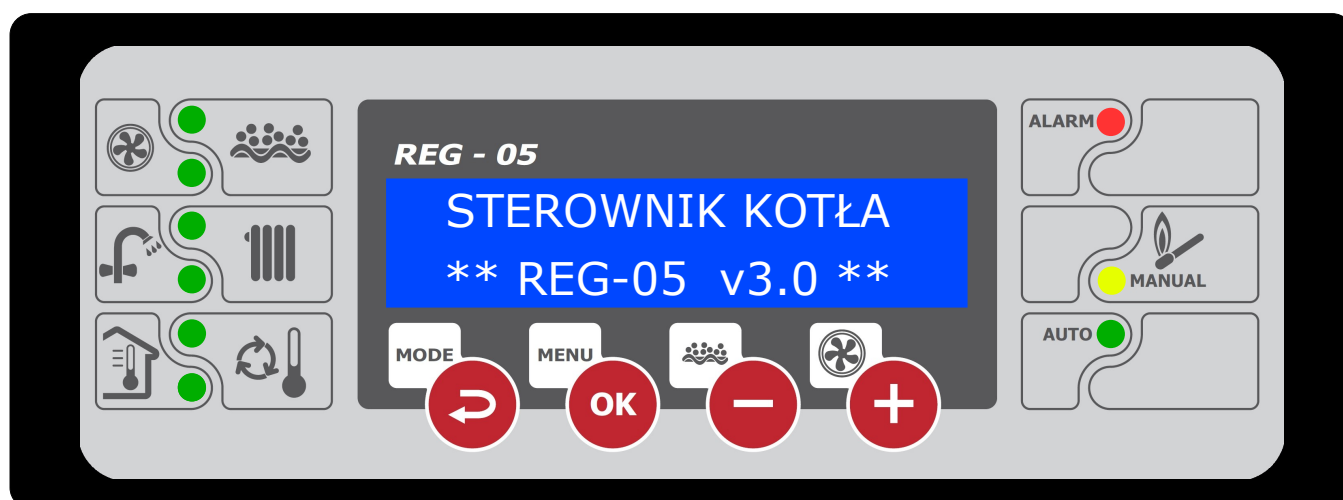 REG - 05
STEROWNIK KOTŁA
** REG-05 v3.0 **
MODE
MENU
OK
ALARM
MANUAL
AUTO